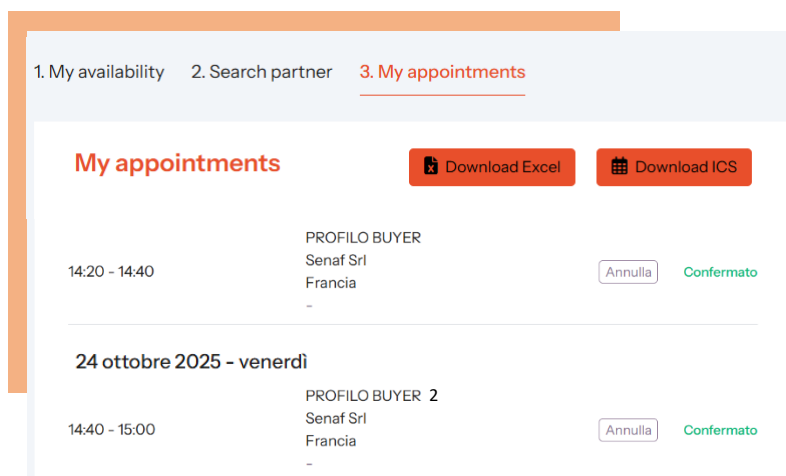 1. My availability 2. Search partner 3. My appointments
My appointments Download Excel Download ICS
PROFILO BUYER
Senaf Srl
14:20 - 14:40 Annulla Confermato
Francia
-
24 ottobre 2025 - venerdì
PROFILO BUYER 2
Senaf Srl
14:40 - 15:00 Annulla Confermato
Francia
-